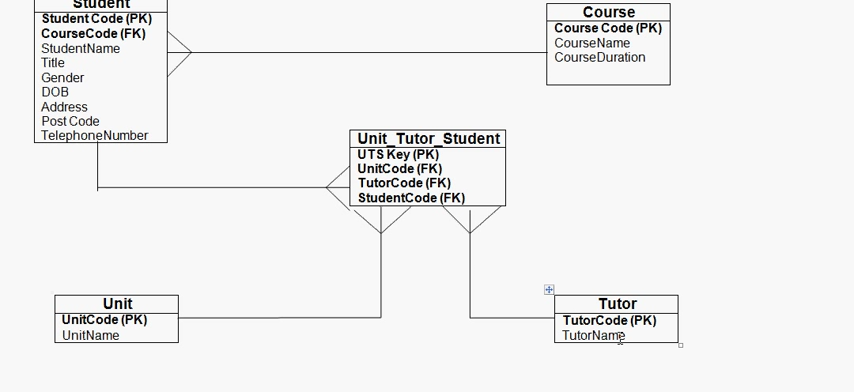 Student
Student Code (PK)
CourseCode (FK)
StudentName
Title
Gender
DOB
Address
Post Code
TelephoneNumber
Course
Course Code (PK)
CourseName
CourseDuration
Unit_Tutor_Student
UTS Key (PK)
UnitCode (FK)
TutorCode (FK)
StudentCode (FK)
Unit
UnitCode (PK)
UnitName
Tutor
TutorCode (PK)
TutorName